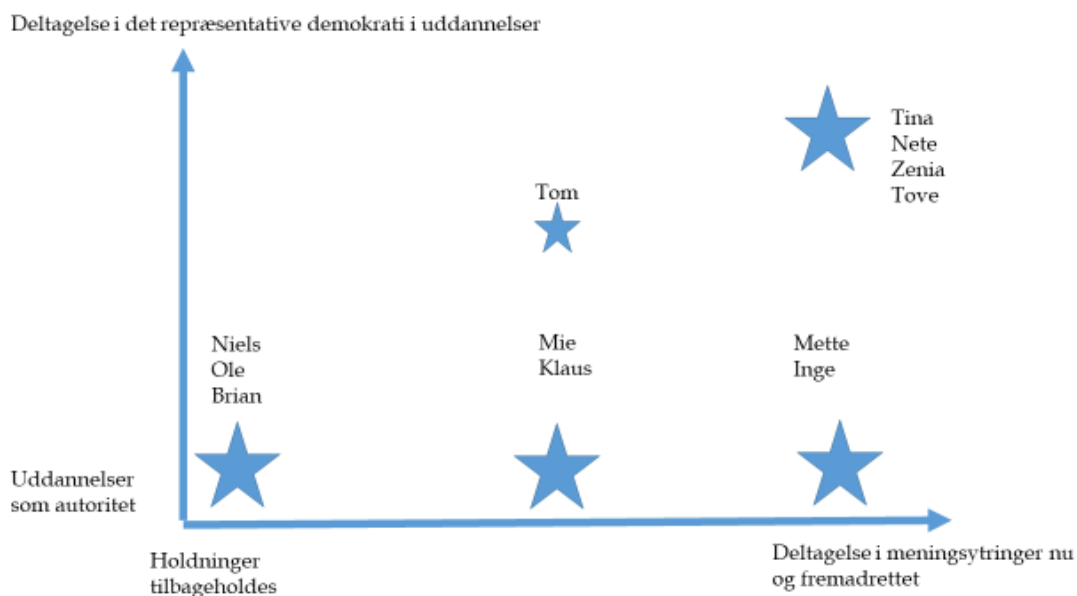 Deltagelse i det repræsentative demokrati i uddannelser
Tina
Nete
Zenia
Tove
Tom
Niels
Ole
Brian
Mie
Klaus
Mette
Inge
Uddannelser
som autoritet
Holdninger
tilbageholdes
Deltagelse i meningsytringer nu
og fremadrettet